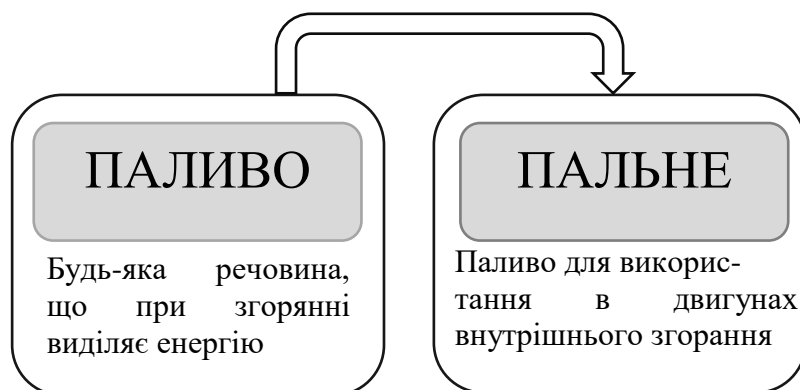 ПАЛИВО
Будь-яка речовина,
що при згорянні
виділяє енергію
ПАЛЬНЕ
Паливо для викорис-
тання в двигунах
внутрішнього згорання